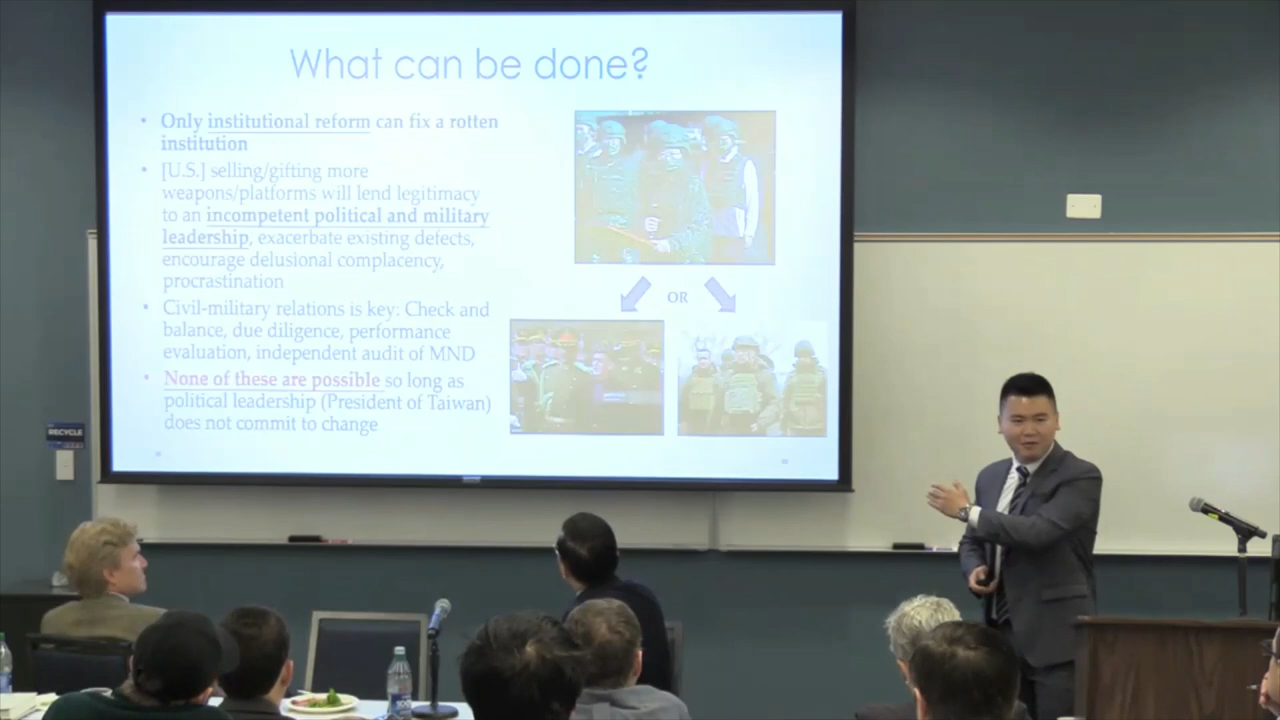 What can be done?
• Only institutional reform can fix a rotten
institution
• [U.S.] selling/gifting more
weapons/platforms will lend legitimacy
to an incompetent political and military
leadership, exacerbate existing defects,
encourage delusional complacency,
procrastination
• Civil-military relations is key: Check and
balance, due diligence, performance
evaluation, independent audit of MND
• None of these are possible so long as
political leadership (President of Taiwan)
does not commit to change
OR
RECYCLE